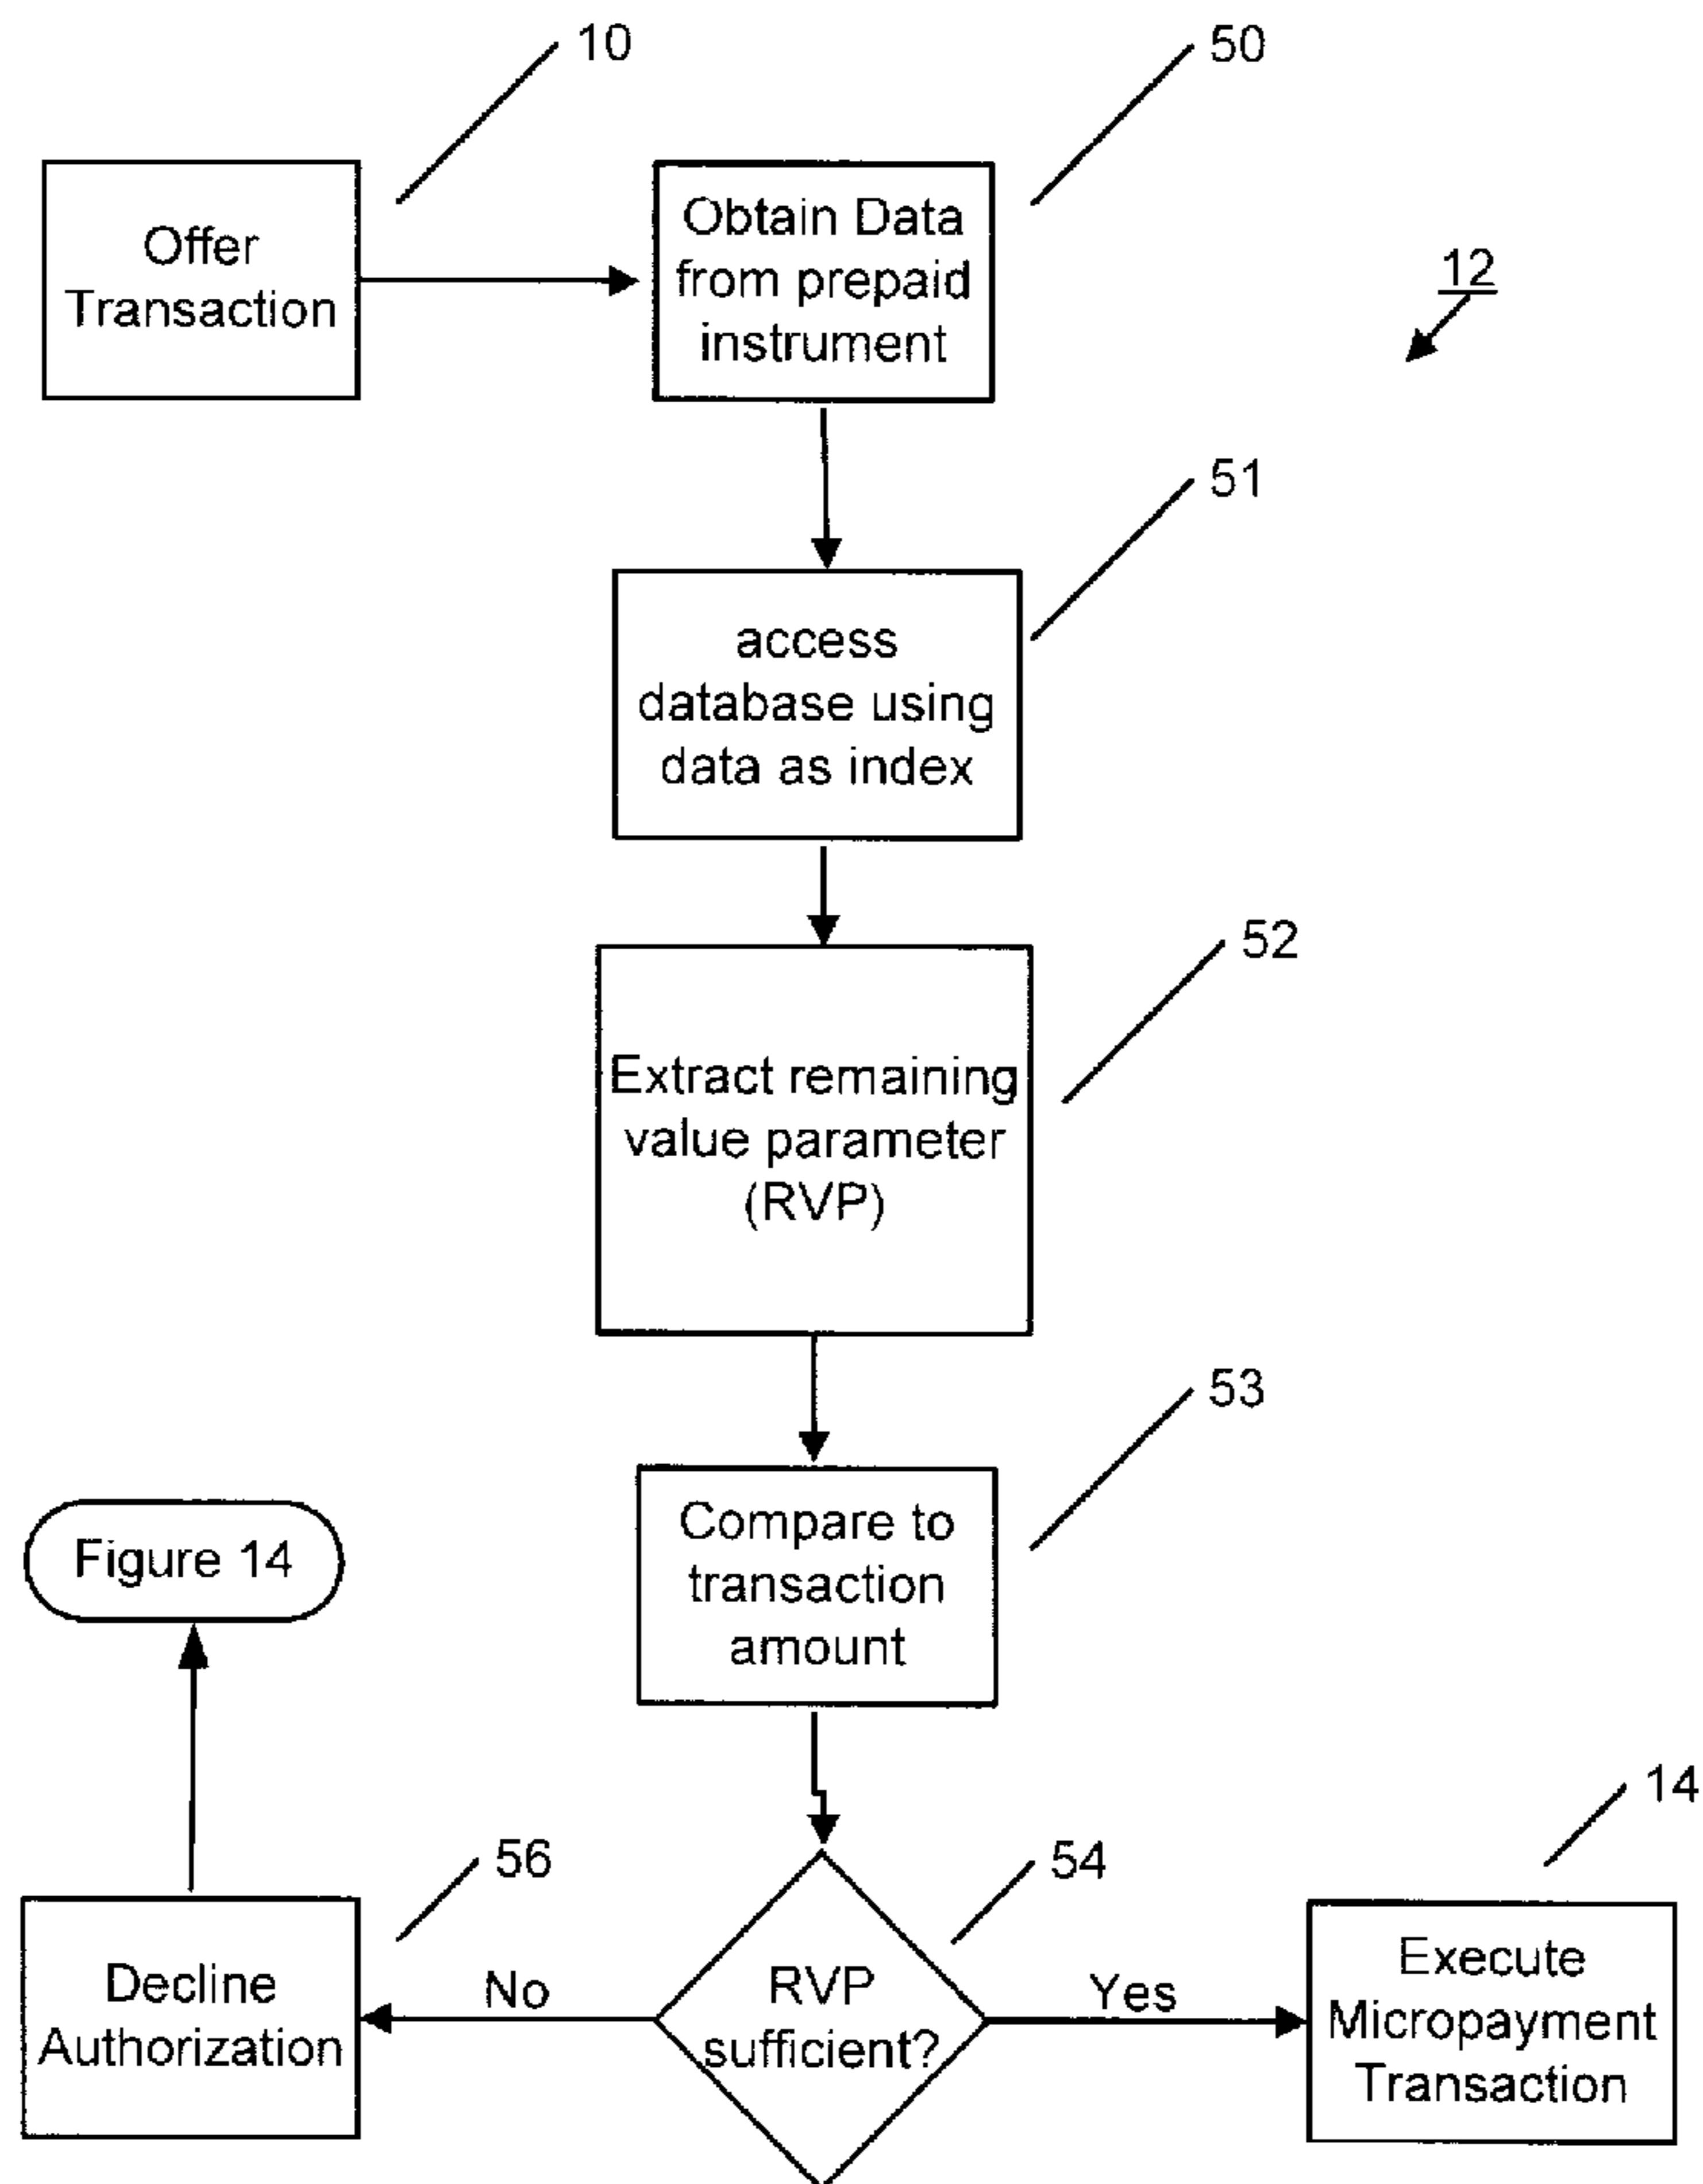 10
50
Offer
Transaction
Obtain Data
from prepaid
instrument
12
51
access
database using
data as index
52
Extract remaining
value parameter
(RVP)
53
Compare to
transaction
amount
Figure 14
14
56
54
Decline
Authorization
No
RVP
sufficient?
Yes
Execute
Micropayment
Transaction